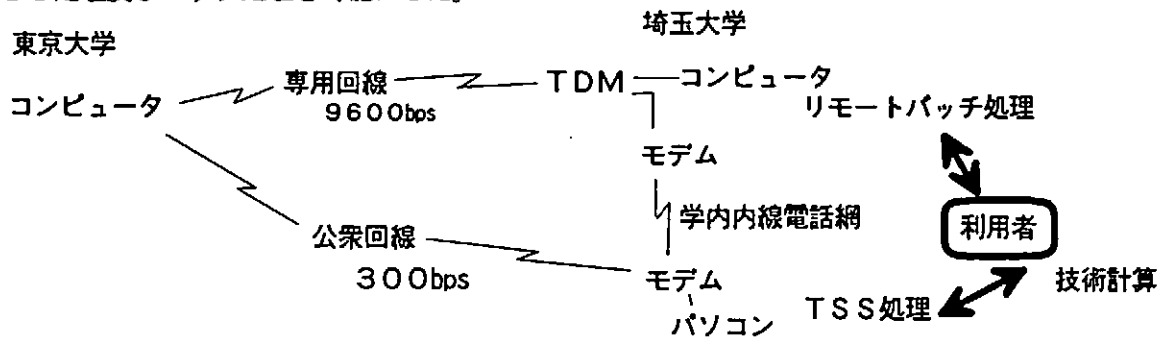 東京大学
埼玉大学
コンピュータ
専用回線
9600bps
TDM
コンピュータ
リモートバッチ処理
モデム
学内内線電話網
利用者
公衆回線
300bps
モデム
パソコン
TSS処理
技術計算